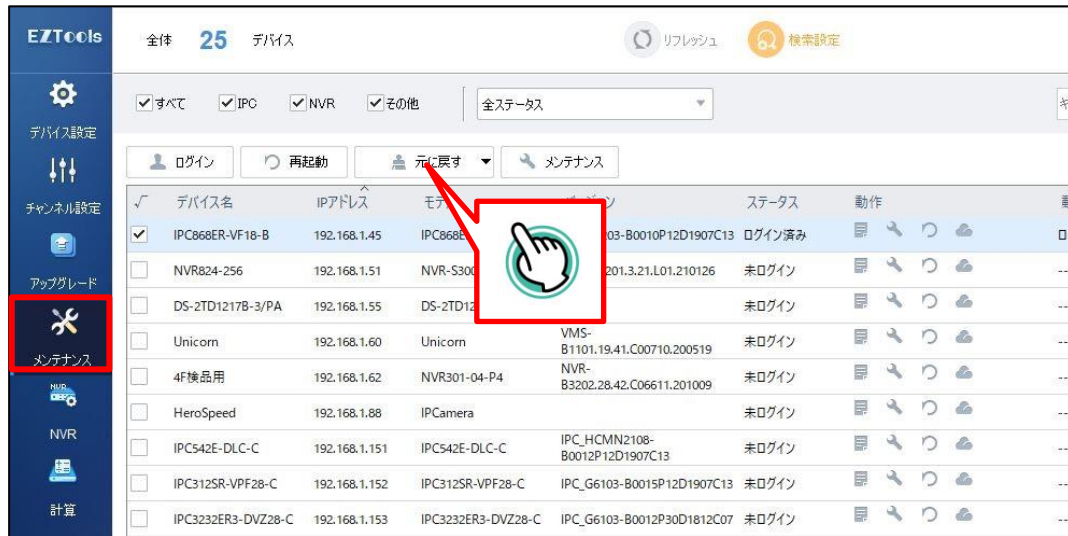 EZTools
全体 25 デバイス
リフレッシュ
検索設定
デバイス設定
チャンネル設定
アップグレード
メンテナンス
NVR
NVR
計算
すべて IPC NVR その他
全ステータス
ログイン
再起動
元に戻す
メンテナンス
√ デバイス名 IPアドレス ステータス 動作
IPC868ER-VF18-B 192.168.1.45 03-B0010P12D1907C13 ログイン済み
NVR824-256 192.168.1.51 201.3.21.L01.210126 未ログイン
DS-2TD1217B-3/PA 192.168.1.55 未ログイン --
Unicorn 192.168.1.60 Unicorn VMS-
B1101.19.41.C00710.200519 未ログイン --
4F検品用 192.168.1.62 NVR301-04-P4 NVR-
B3202.28.42.C06611.201009 未ログイン --
HeroSpeed 192.168.1.88 IPCamera 未ログイン --
IPC542E-DLC-C 192.168.1.151 IPC542E-DLC-C IPC_HCMN2108-
B0012P12D1907C13 未ログイン --
IPC312SR-VPF28-C 192.168.1.152 IPC312SR-VPF28-C IPC_G6103-B0015P12D1907C13 未ログイン --
IPC3232ER3-DVZ28-C 192.168.1.153 IPC3232ER3-DVZ28-C IPC_G6103-B0012P30D1812C07 未ログイン --